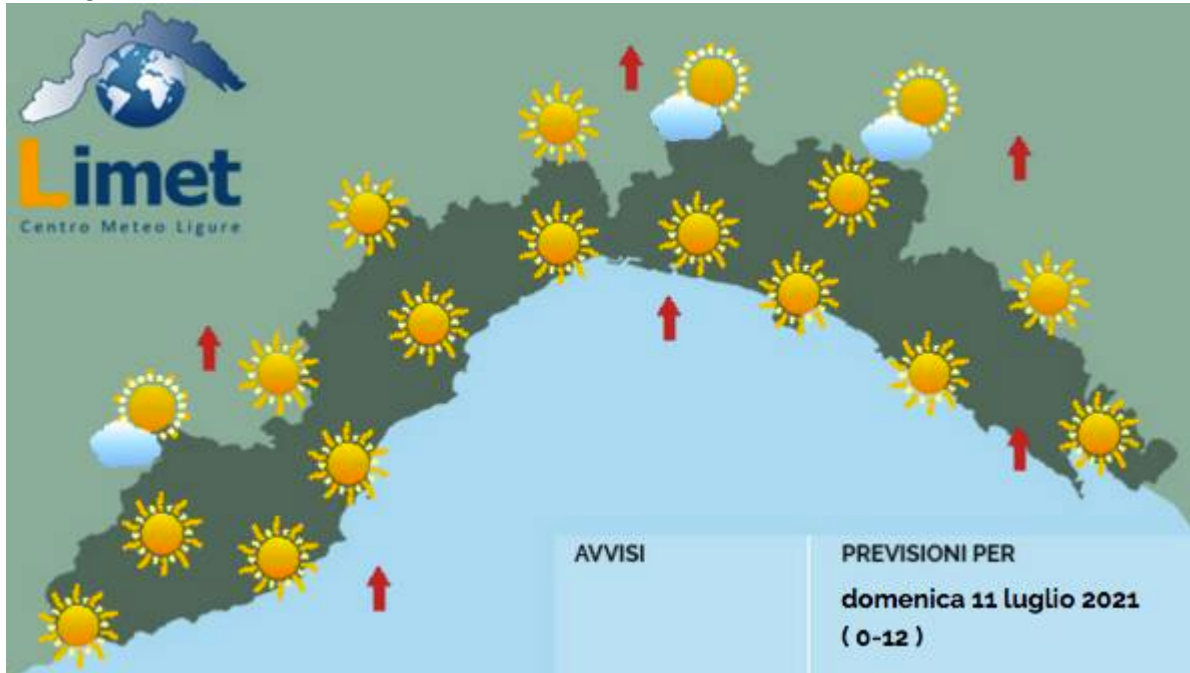 Limet
Centro Meteo Ligure
AVVISI
PREVISIONI PER
domenica 11 luglio 2021
( 0-12 )